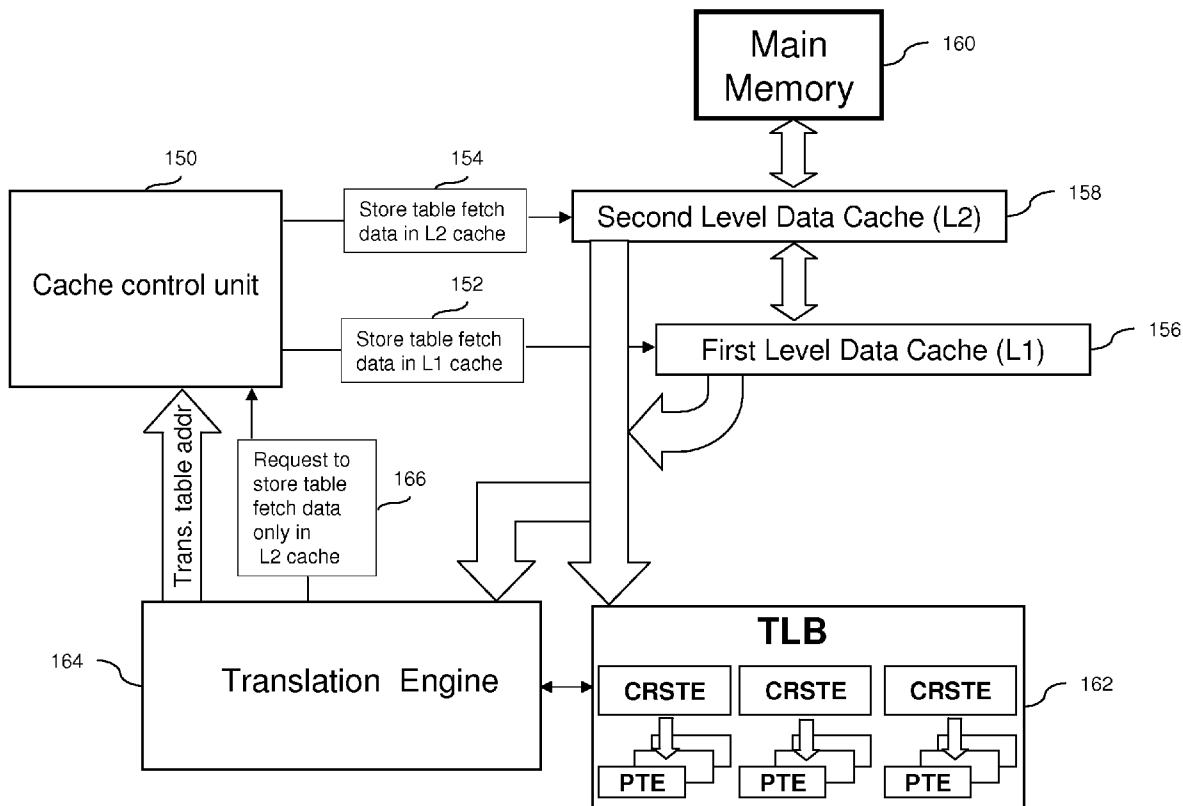 Main
Memory
160
150
154
158
Store table fetch
data in L2 cache
Second Level Data Cache (L2)
Cache control unit
152
156
Store table fetch
data in L1 cache
First Level Data Cache (L1)
Trans. table addr
Request to
store table
fetch data
only in
L2 cache
166
164
Translation Engine
TLB
162
CRSTE
CRSTE
CRSTE
PTE
PTE
PTE